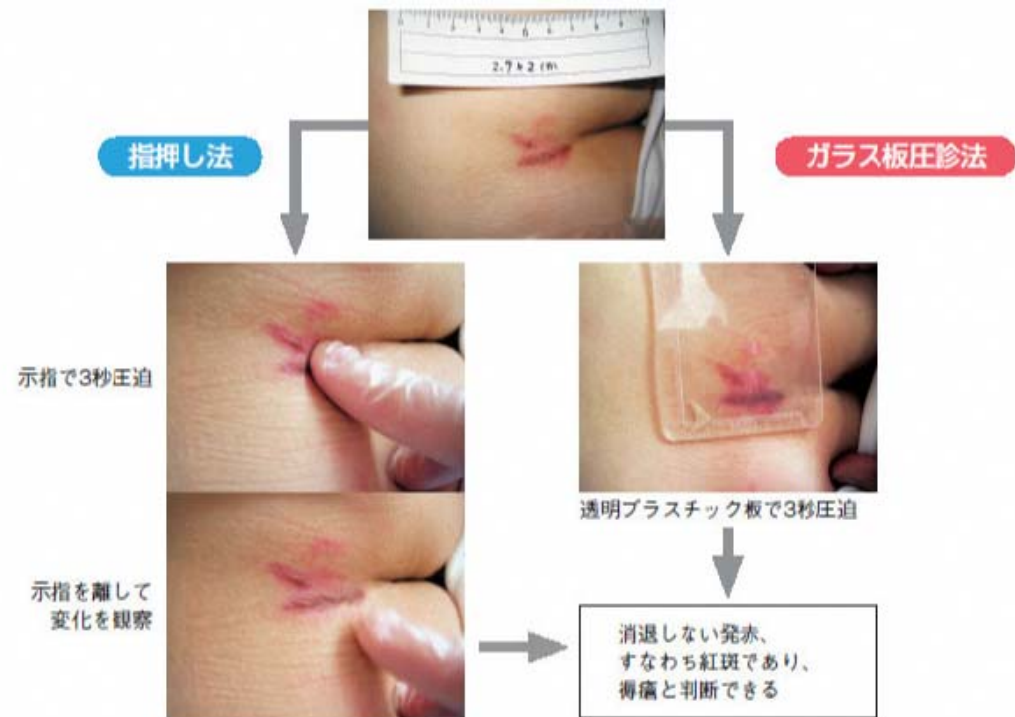 2.7×2cm
指押し法
ガラス板圧診法
示指で3秒圧迫
透明プラスチック板で3秒圧迫
示指を離して
変化を観察
消退しない発赤、
すなわち紅斑であり、
褥瘡と判断できる